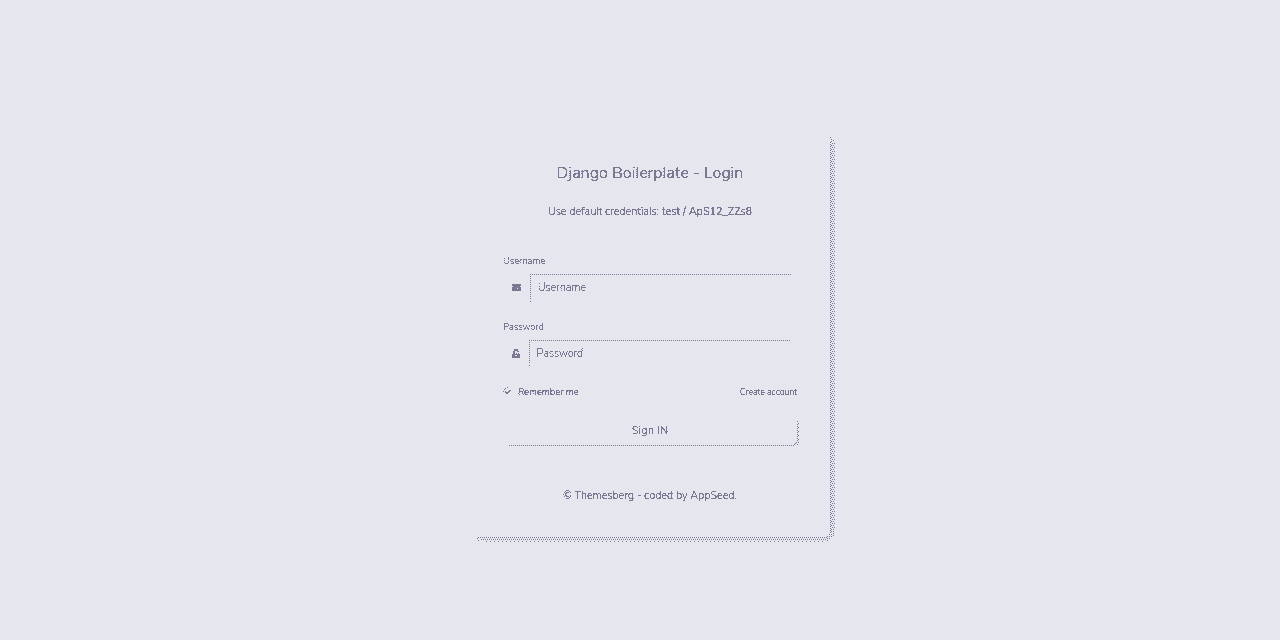 Django Boilerplate - Login
Use default credentials: test / ApS12_ZZs8
Username
Username
Password
Password
Remember me
Create account
Sign IN
© Themesberg - coded by AppSeed.